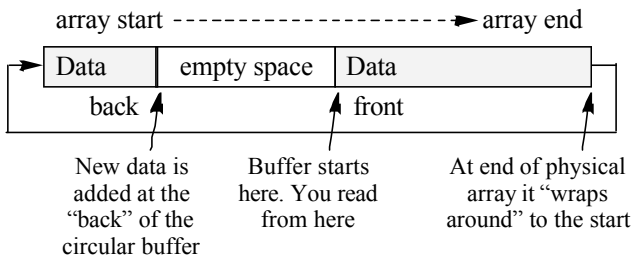 array start array end
Data empty space Data
back front
New data is
added at the
“back” of the
circular buffer
Buffer starts
here. You read
from here
At end of physical
array it “wraps
around” to the start